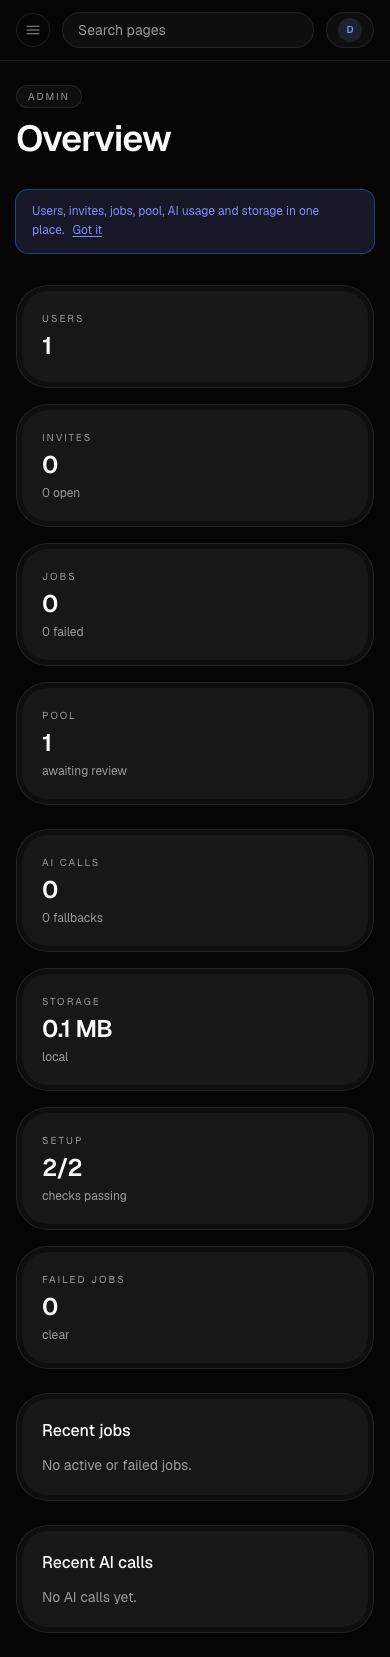 Search pages
D
ADMIN
Overview
Users, invites, jobs, pool, AI usage and storage in one
place. Got it
USERS
1
INVITES
0
0 open
JOBS
0
0 failed
POOL
1
awaiting review
AI CALLS
0
0 fallbacks
STORAGE
0.1 MB
local
SETUP
2/2
checks passing
FAILED JOBS
0
clear
Recent jobs
No active or failed jobs.
Recent AI calls
No AI calls yet.